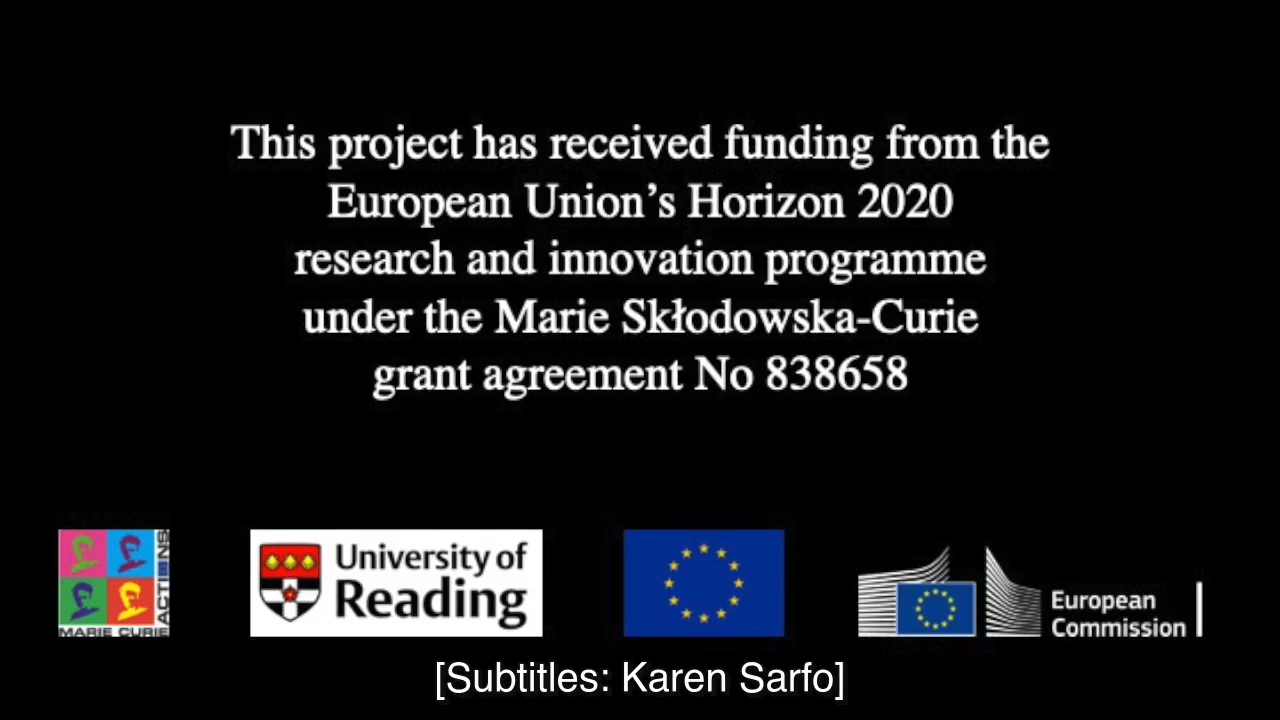 This project has received funding from the
European Union’s Horizon 2020
research and innovation programme
under the Marie Skłodowska-Curie
grant agreement No 838658
MARIE CURIE
ACTIONS
University of
Reading
European
Commission
[Subtitles: Karen Sarfo]